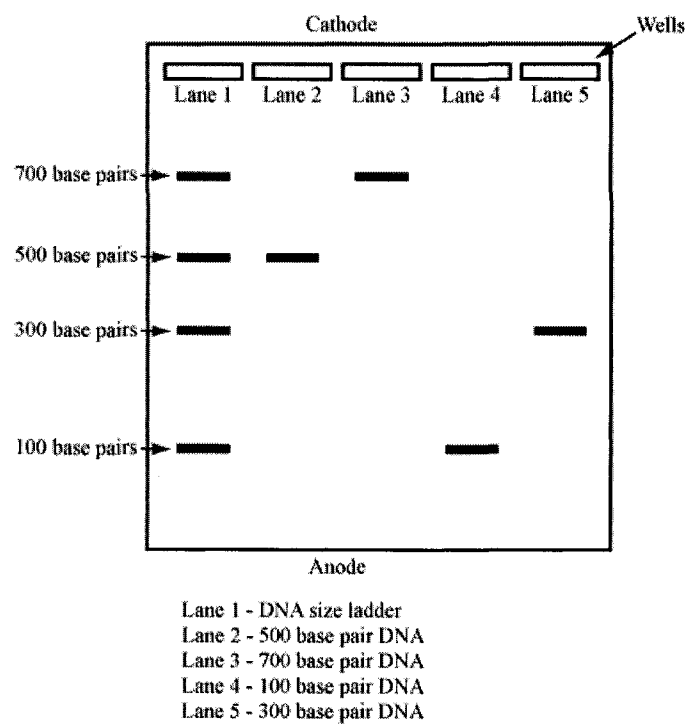 Cathode
Wells
Lane 1 Lane 2 Lane 3 Lane 4 Lane 5
700 base pairs
500 base pairs
300 base pairs
100 base pairs
Anode
Lane 1 - DNA size ladder
Lane 2 - 500 base pair DNA
Lane 3 - 700 base pair DNA
Lane 4 - 100 base pair DNA
Lane 5 - 300 base pair DNA